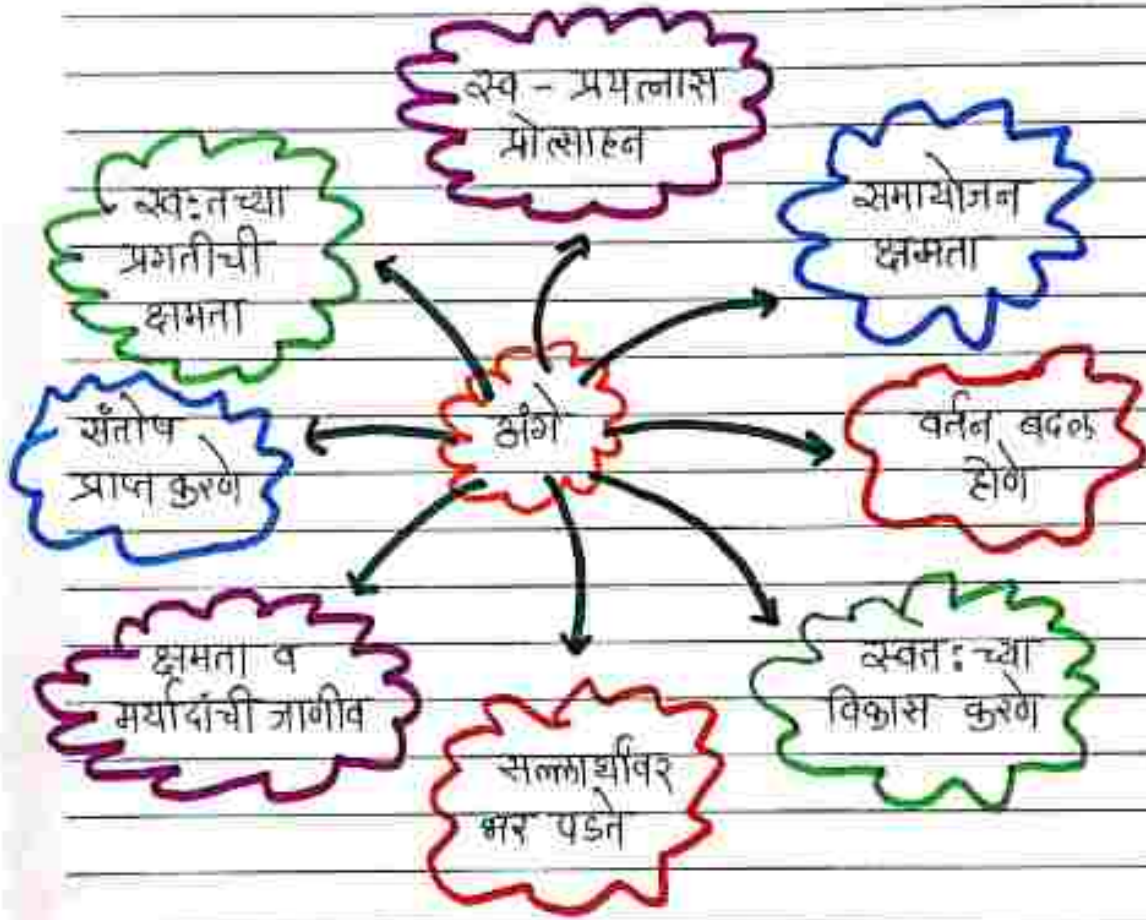 स्व - प्रयत्नास
प्रोत्साहन
समायोजन
क्षमता
स्व:तच्या
प्रगतीची
क्षमता
वर्तन बदल
होणे
अंगे
संतोष
प्राप्त करणे
स्वत: च्या
विकास करणे
क्षमता व
मर्यादांची जाणीव
सल्लार्थीवर
भर पडते